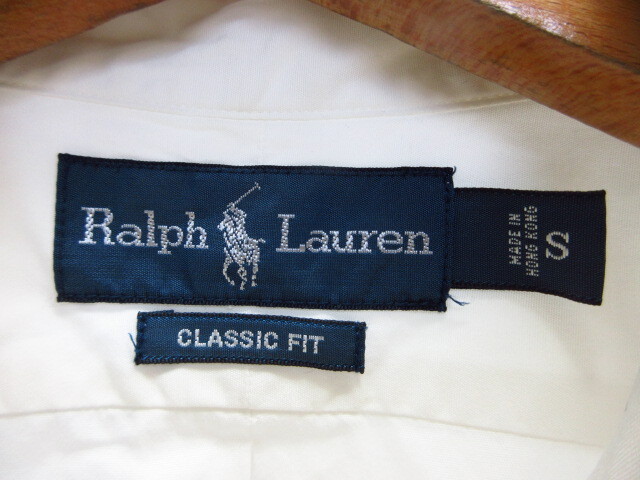 Ralph Lauren
MADE IN
HONG KONG
S
CLASSIC FIT